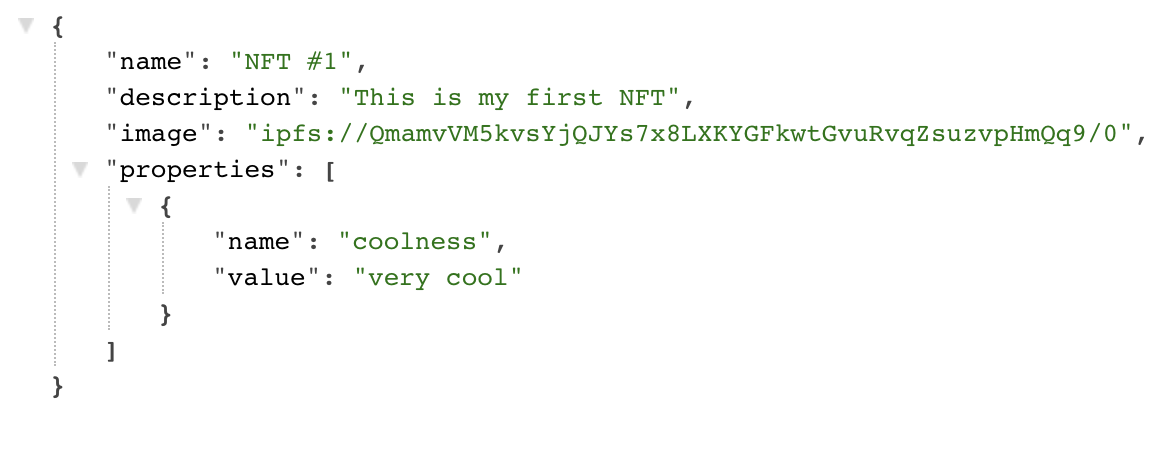 {
"name": "NFT #1",
"description": "This is my first NFT",
"image": "ipfs://QmamvVM5kvsYjQJYs7x8LXKYGFkwtGvuRvqZsuzvpHmQq9/0",
"properties": [
{
"name": "coolness",
"value": "very cool"
}
]
}